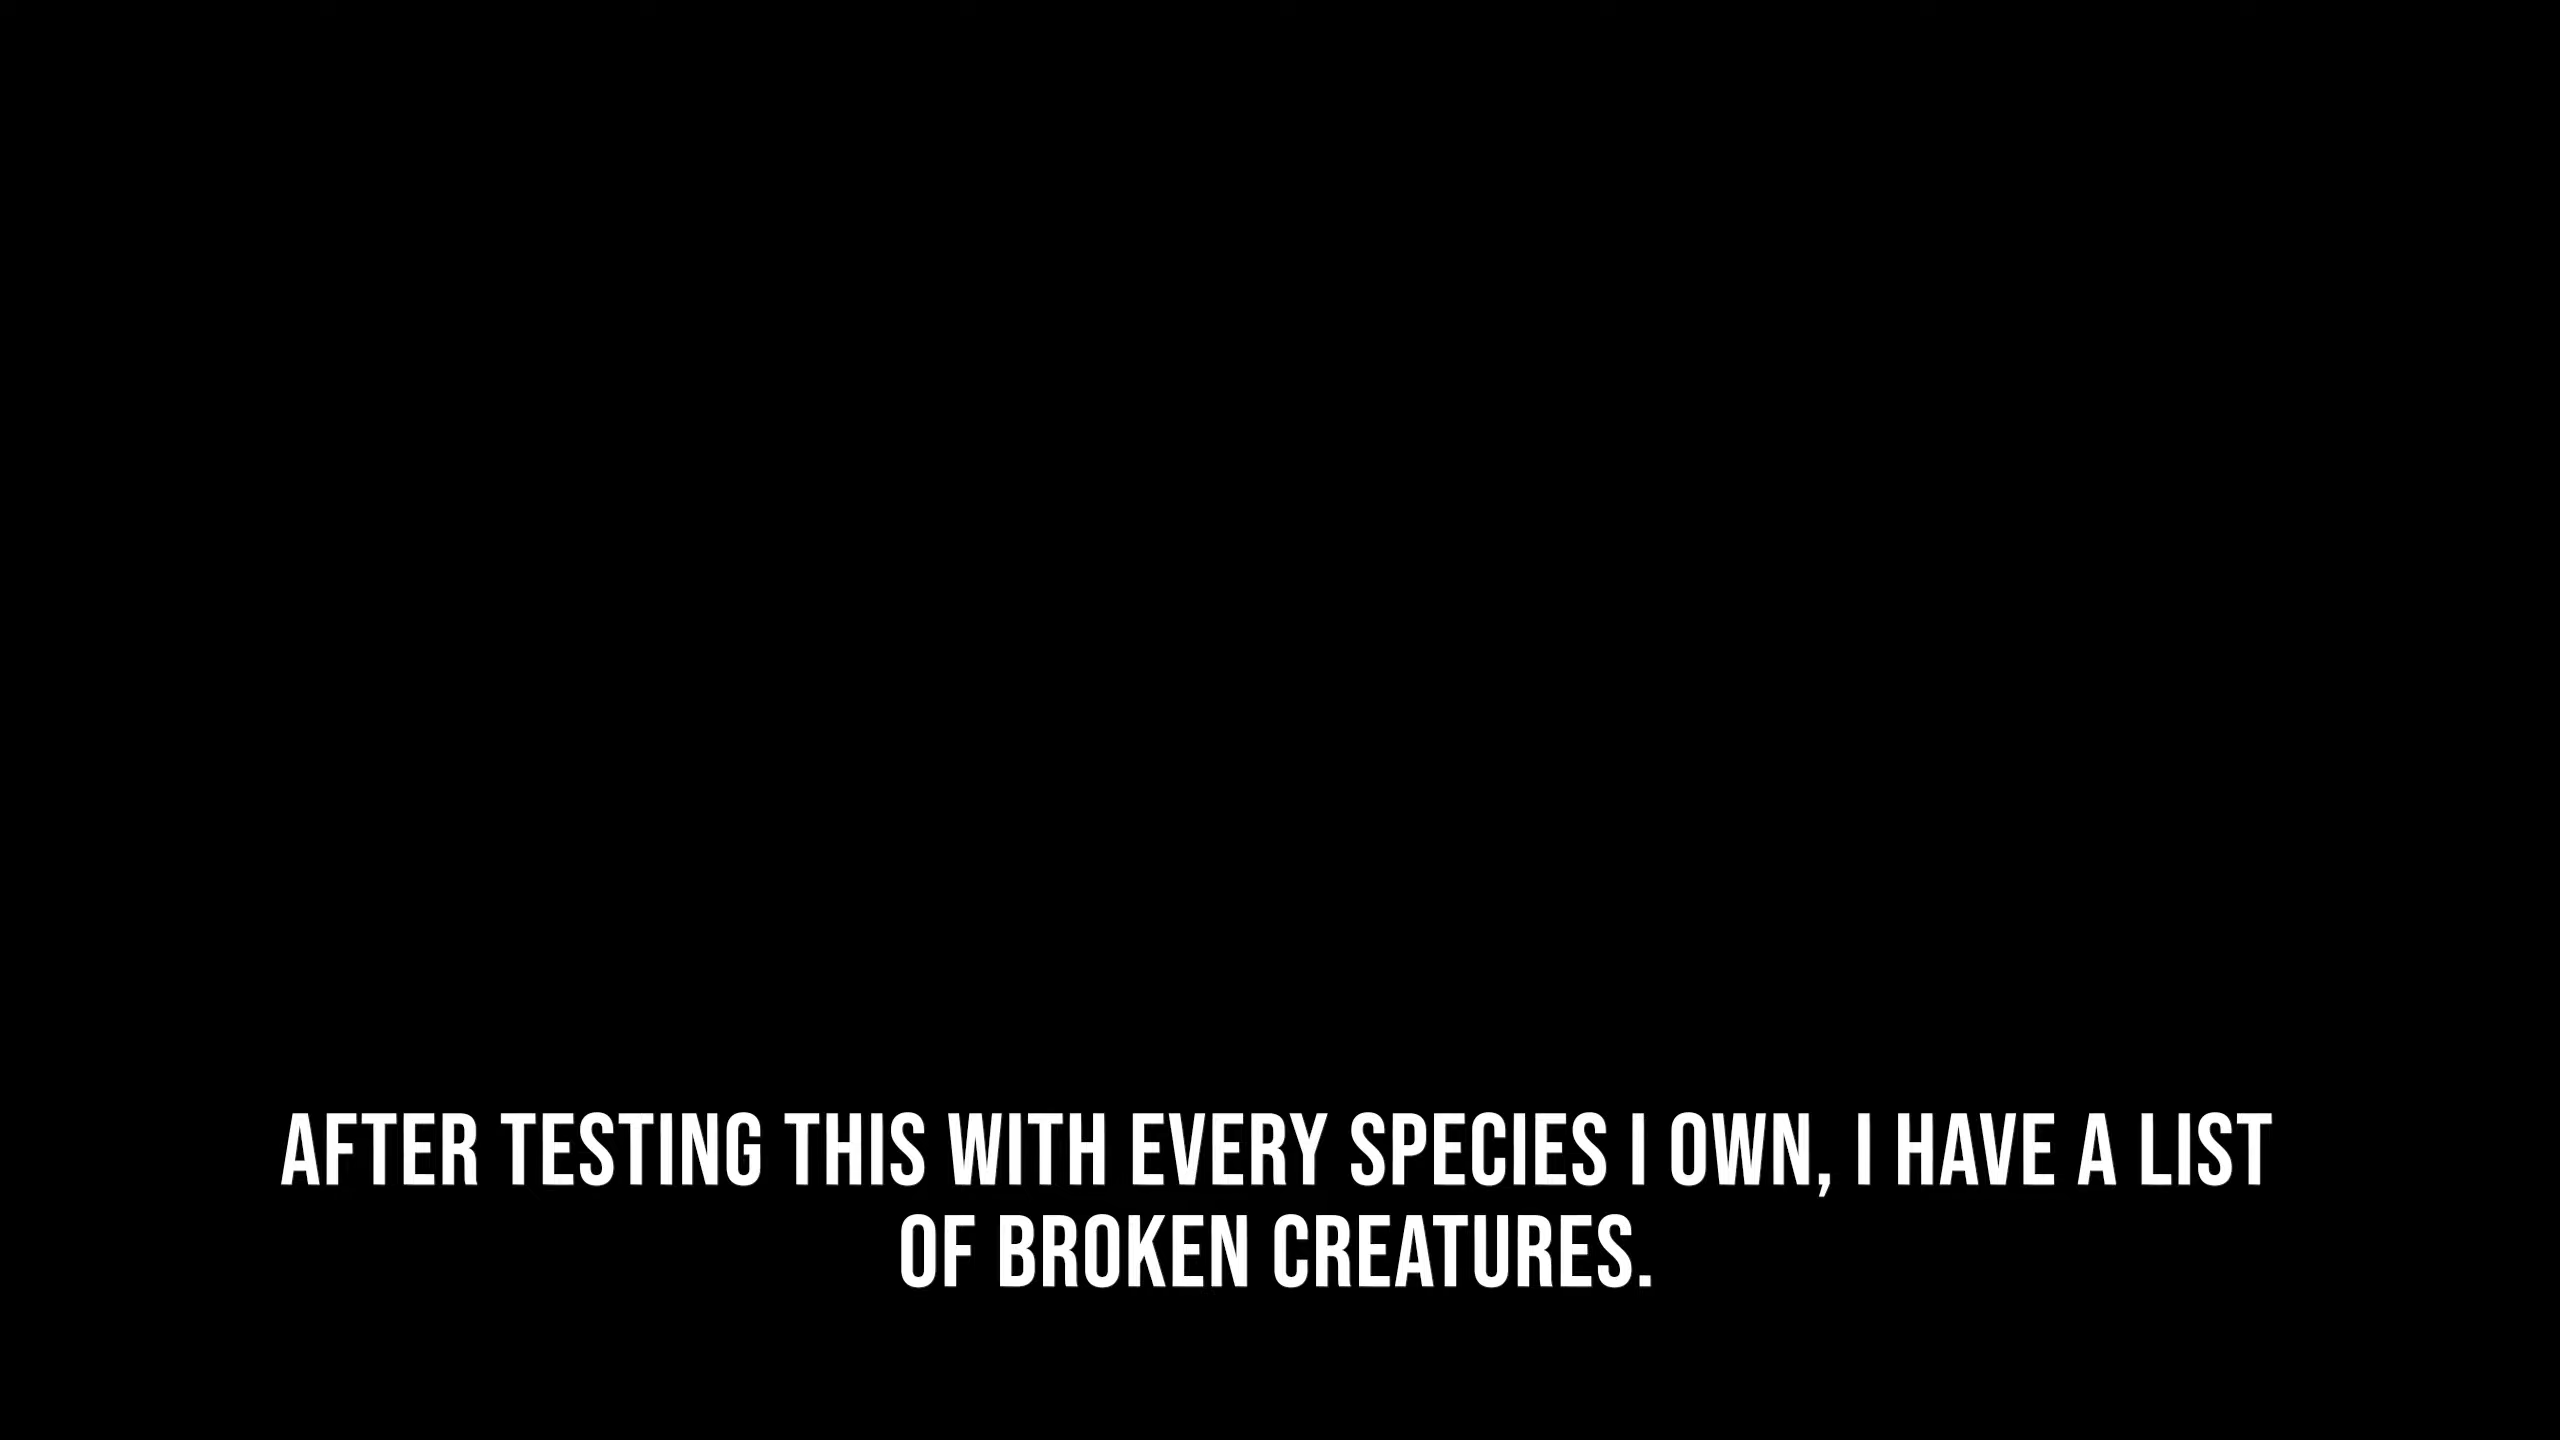 AFTER TESTING THIS WITH EVERY SPECIES I OWN, I HAVE A LIST
OF BROKEN CREATURES.